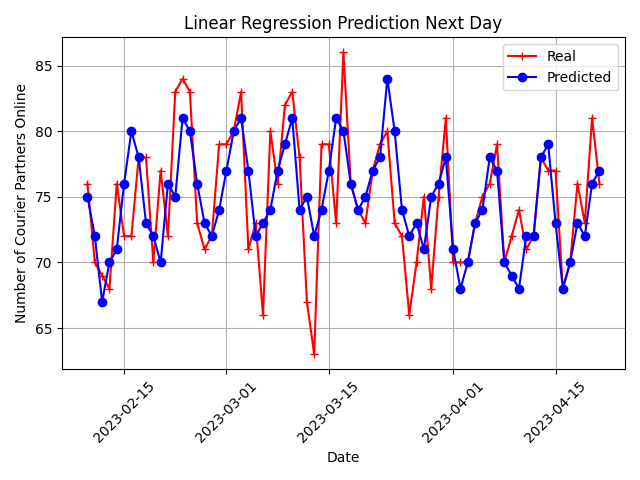 Linear Regression Prediction Next Day
Real
Predicted
Number of Courier Partners Online
85
80
75
70
65
2023-02-15
2023-03-01
2023-03-15
2023-04-01
2023-04-15
Date